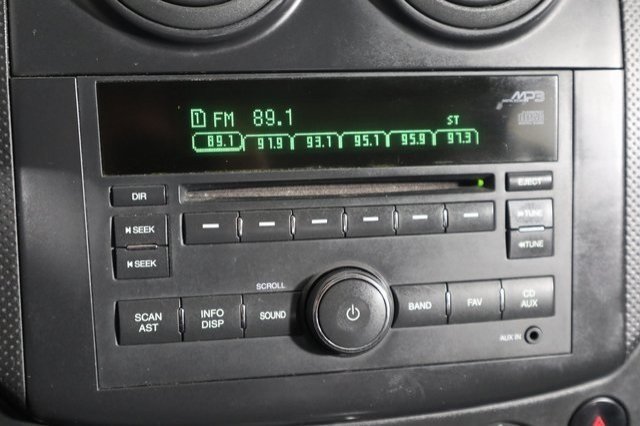 MP3
1 FM 89.1 ST
89.1 91.9 93.1 95.1 95.9 97.3
DIR
EJECT
SEEK
TUNE
SEEK
TUNE
SCROLL
SCAN AST
INFO DISP
SOUND
BAND
FAV
CD AUX
AUX IN